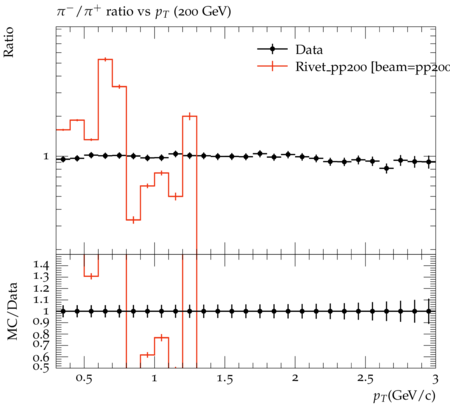 π⁻/π⁺ ratio vs p_T (200 GeV)
Ratio
Data
Rivet_pp200 [beam=pp200
1
MC/Data
1.4
1.3
1.2
1.1
1
0.9
0.8
0.7
0.6
0.5
0.5 1 1.5 2 2.5 3
p_T(GeV/c)